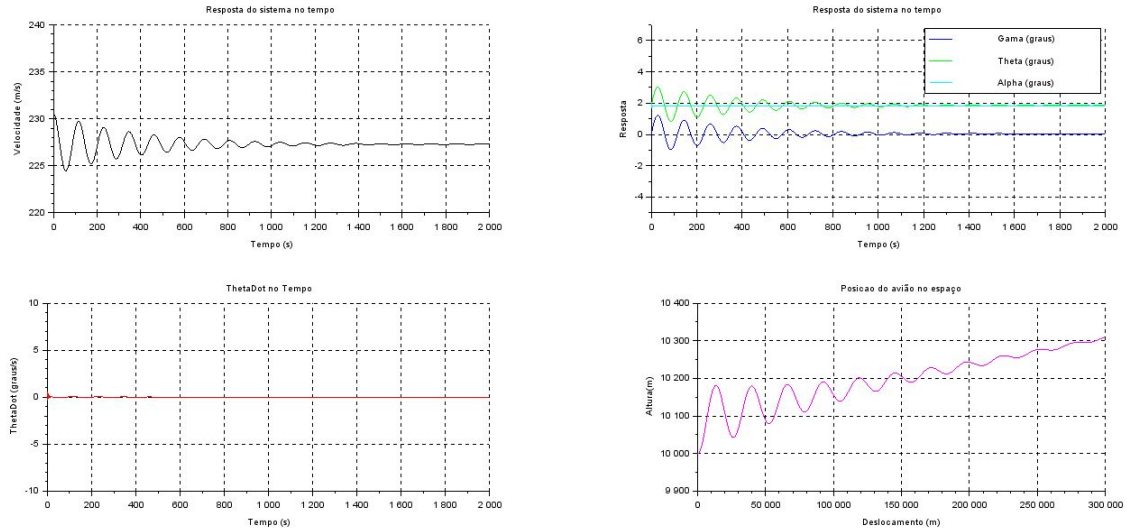 Resposta do sistema no tempo
240
235
230
225
220
Velocidade (m/s)
0 200 400 600 800 1 000 1 200 1 400 1 600 1 800 2 000
Tempo (s)
Resposta do sistema no tempo
Gama (graus)
Theta (graus)
Alpha (graus)
6
4
2
0
-2
-4
Resposta
0 200 400 600 800 1 000 1 200 1 400 1 600 1 800 2 000
Tempo (s)
ThetaDot no Tempo
10
5
0
-5
-10
ThetaDot (graus/s)
0 200 400 600 800 1 000 1 200 1 400 1 600 1 800 2 000
Tempo (s)
Posicao do avião no espaço
10 400
10 300
10 200
10 100
10 000
9 900
Altura(m)
0 50 000 100 000 150 000 200 000 250 000 300 000
Deslocamento (m)